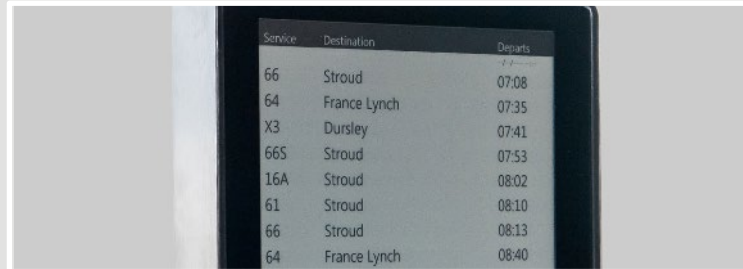 Service Destination Departs
66 Stroud 07:08
64 France Lynch 07:35
X3 Dursley 07:41
66S Stroud 07:53
16A Stroud 08:02
61 Stroud 08:10
66 Stroud 08:13
64 France Lynch 08:40